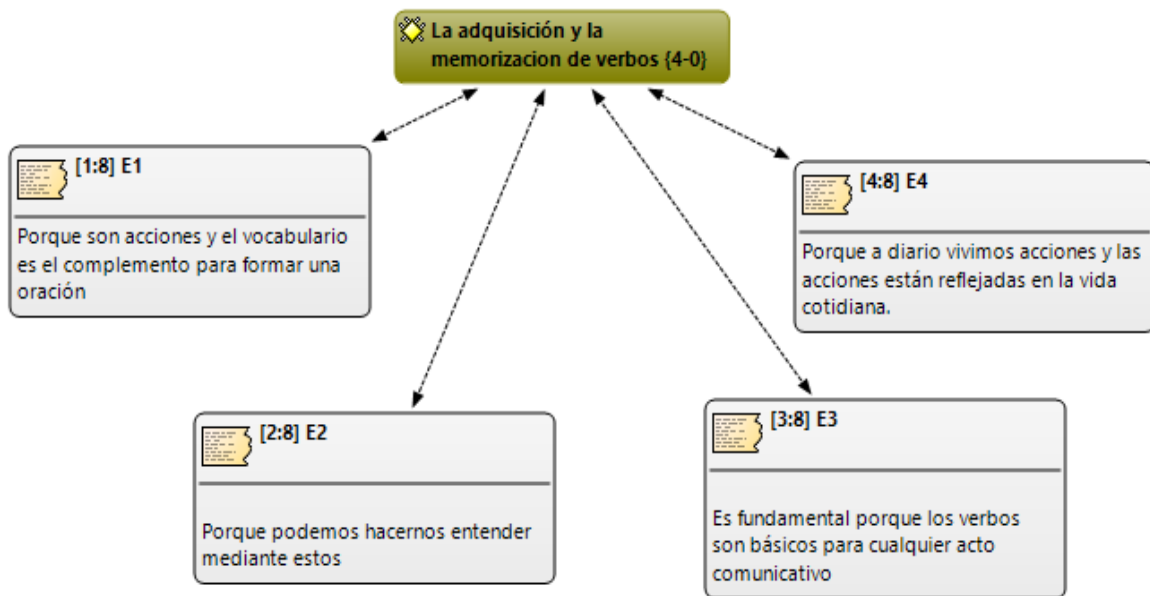 La adquisición y la
memorizacion de verbos {4-0}
[1:8] E1
Porque son acciones y el vocabulario
es el complemento para formar una
oración
[4:8] E4
Porque a diario vivimos acciones y las
acciones están reflejadas en la vida
cotidiana.
[2:8] E2
Porque podemos hacernos entender
mediante estos
[3:8] E3
Es fundamental porque los verbos
son básicos para cualquier acto
comunicativo